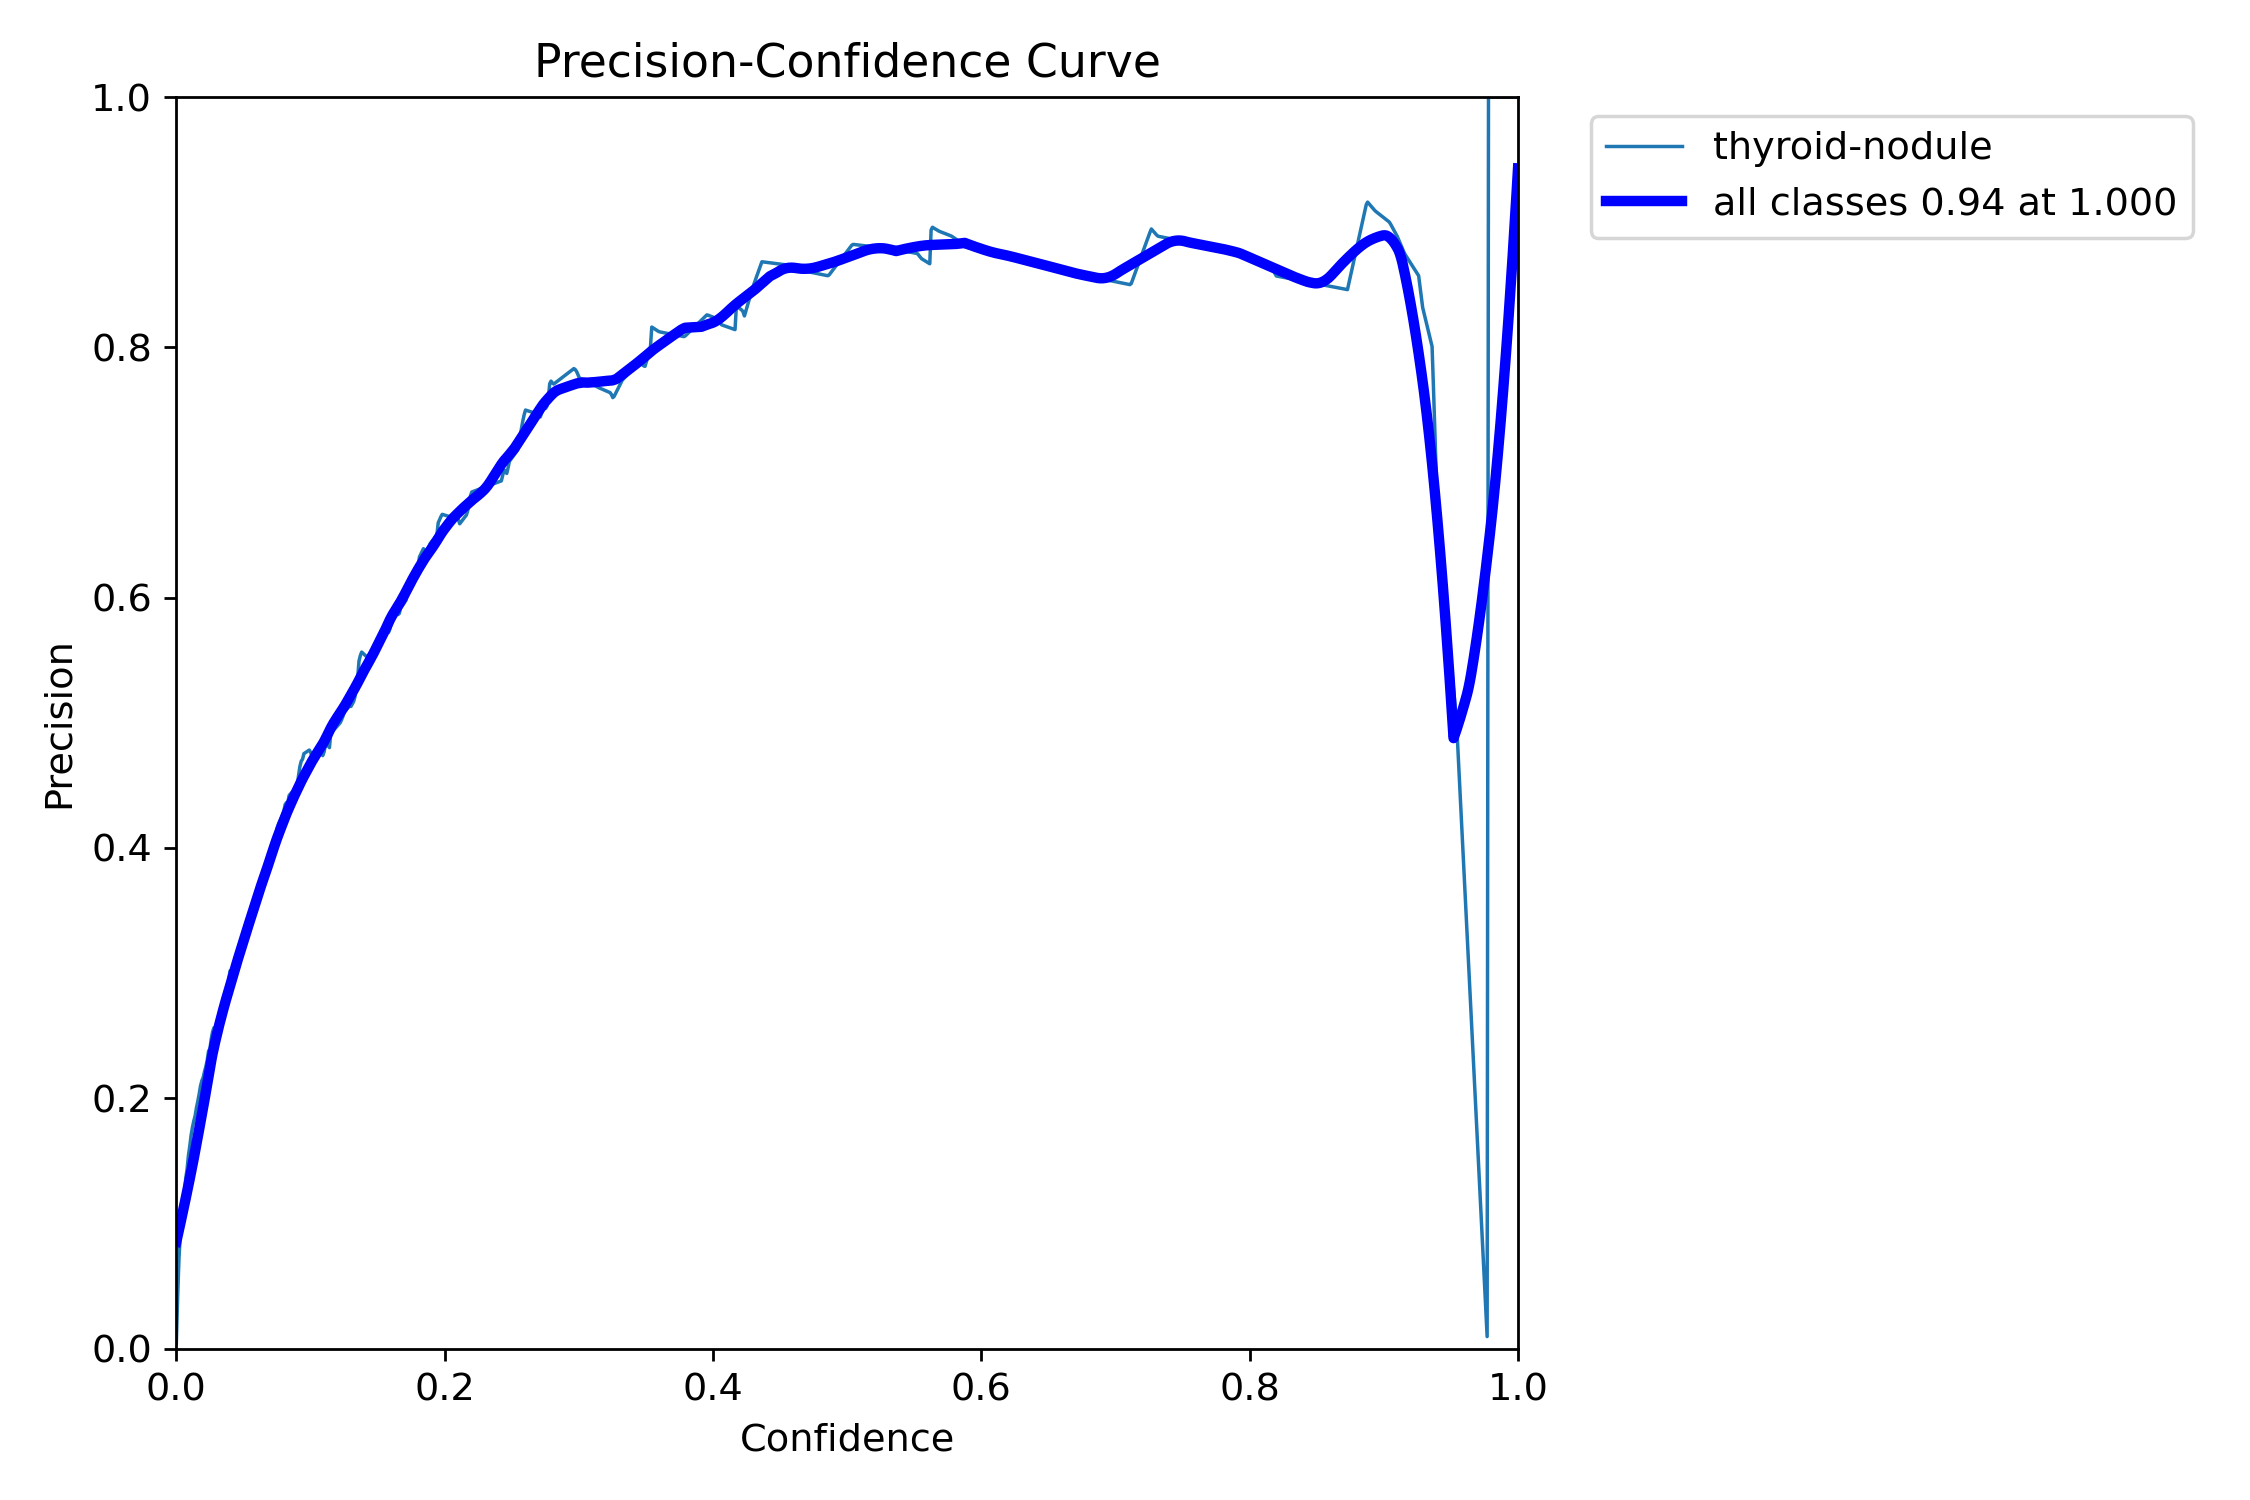 Precision-Confidence Curve
1.0
0.8
0.6
0.4
0.2
0.0
Precision
0.0 0.2 0.4 0.6 0.8 1.0
Confidence
thyroid-nodule
all classes 0.94 at 1.000